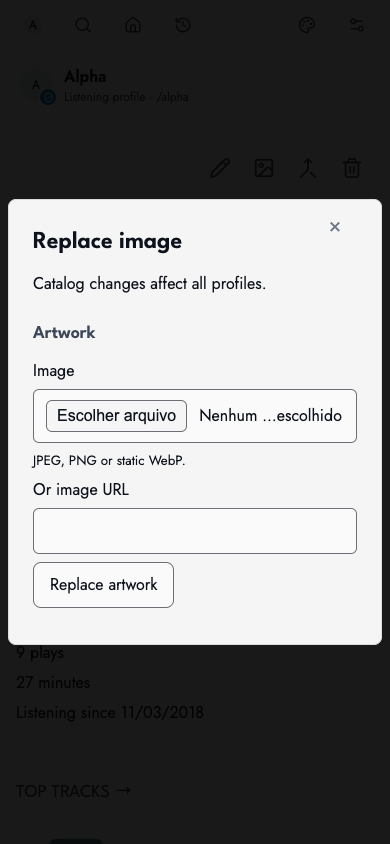 A
A
Alpha
Listening profile · /alpha
Replace image
Catalog changes affect all profiles.
Artwork
Image
Escolher arquivo Nenhum ...escolhido
JPEG, PNG or static WebP.
Or image URL
Replace artwork
9 plays
27 minutes
Listening since 11/03/2018
TOP TRACKS →